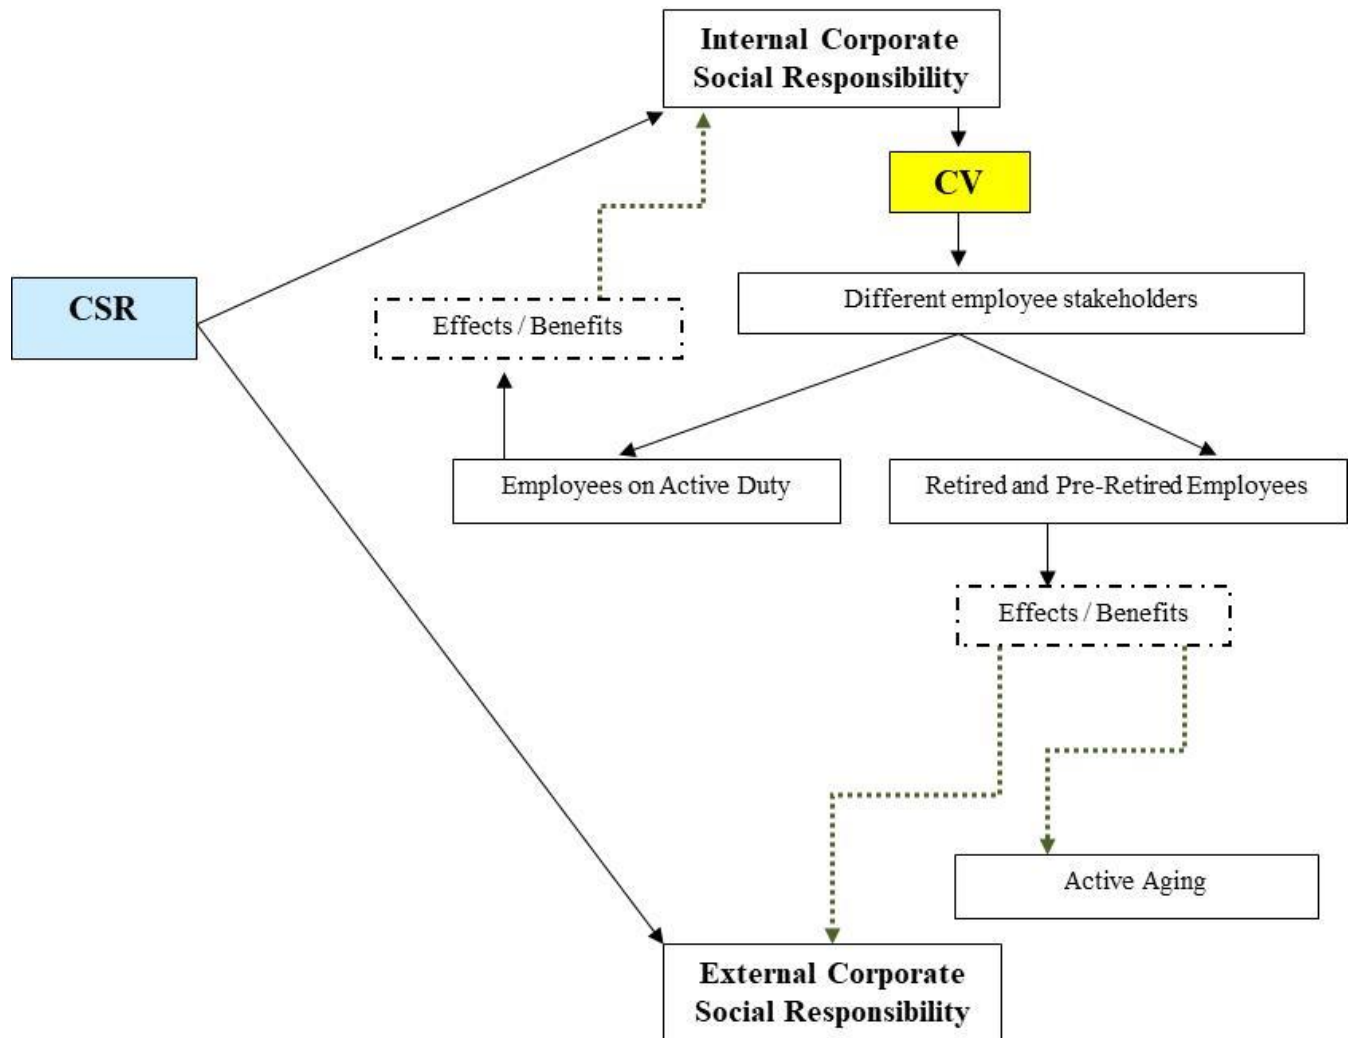 Internal Corporate
Social Responsibility
CV
CSR
Different employee stakeholders
Effects / Benefits
Employees on Active Duty
Retired and Pre-Retired Employees
Effects / Benefits
Active Aging
External Corporate
Social Responsibility